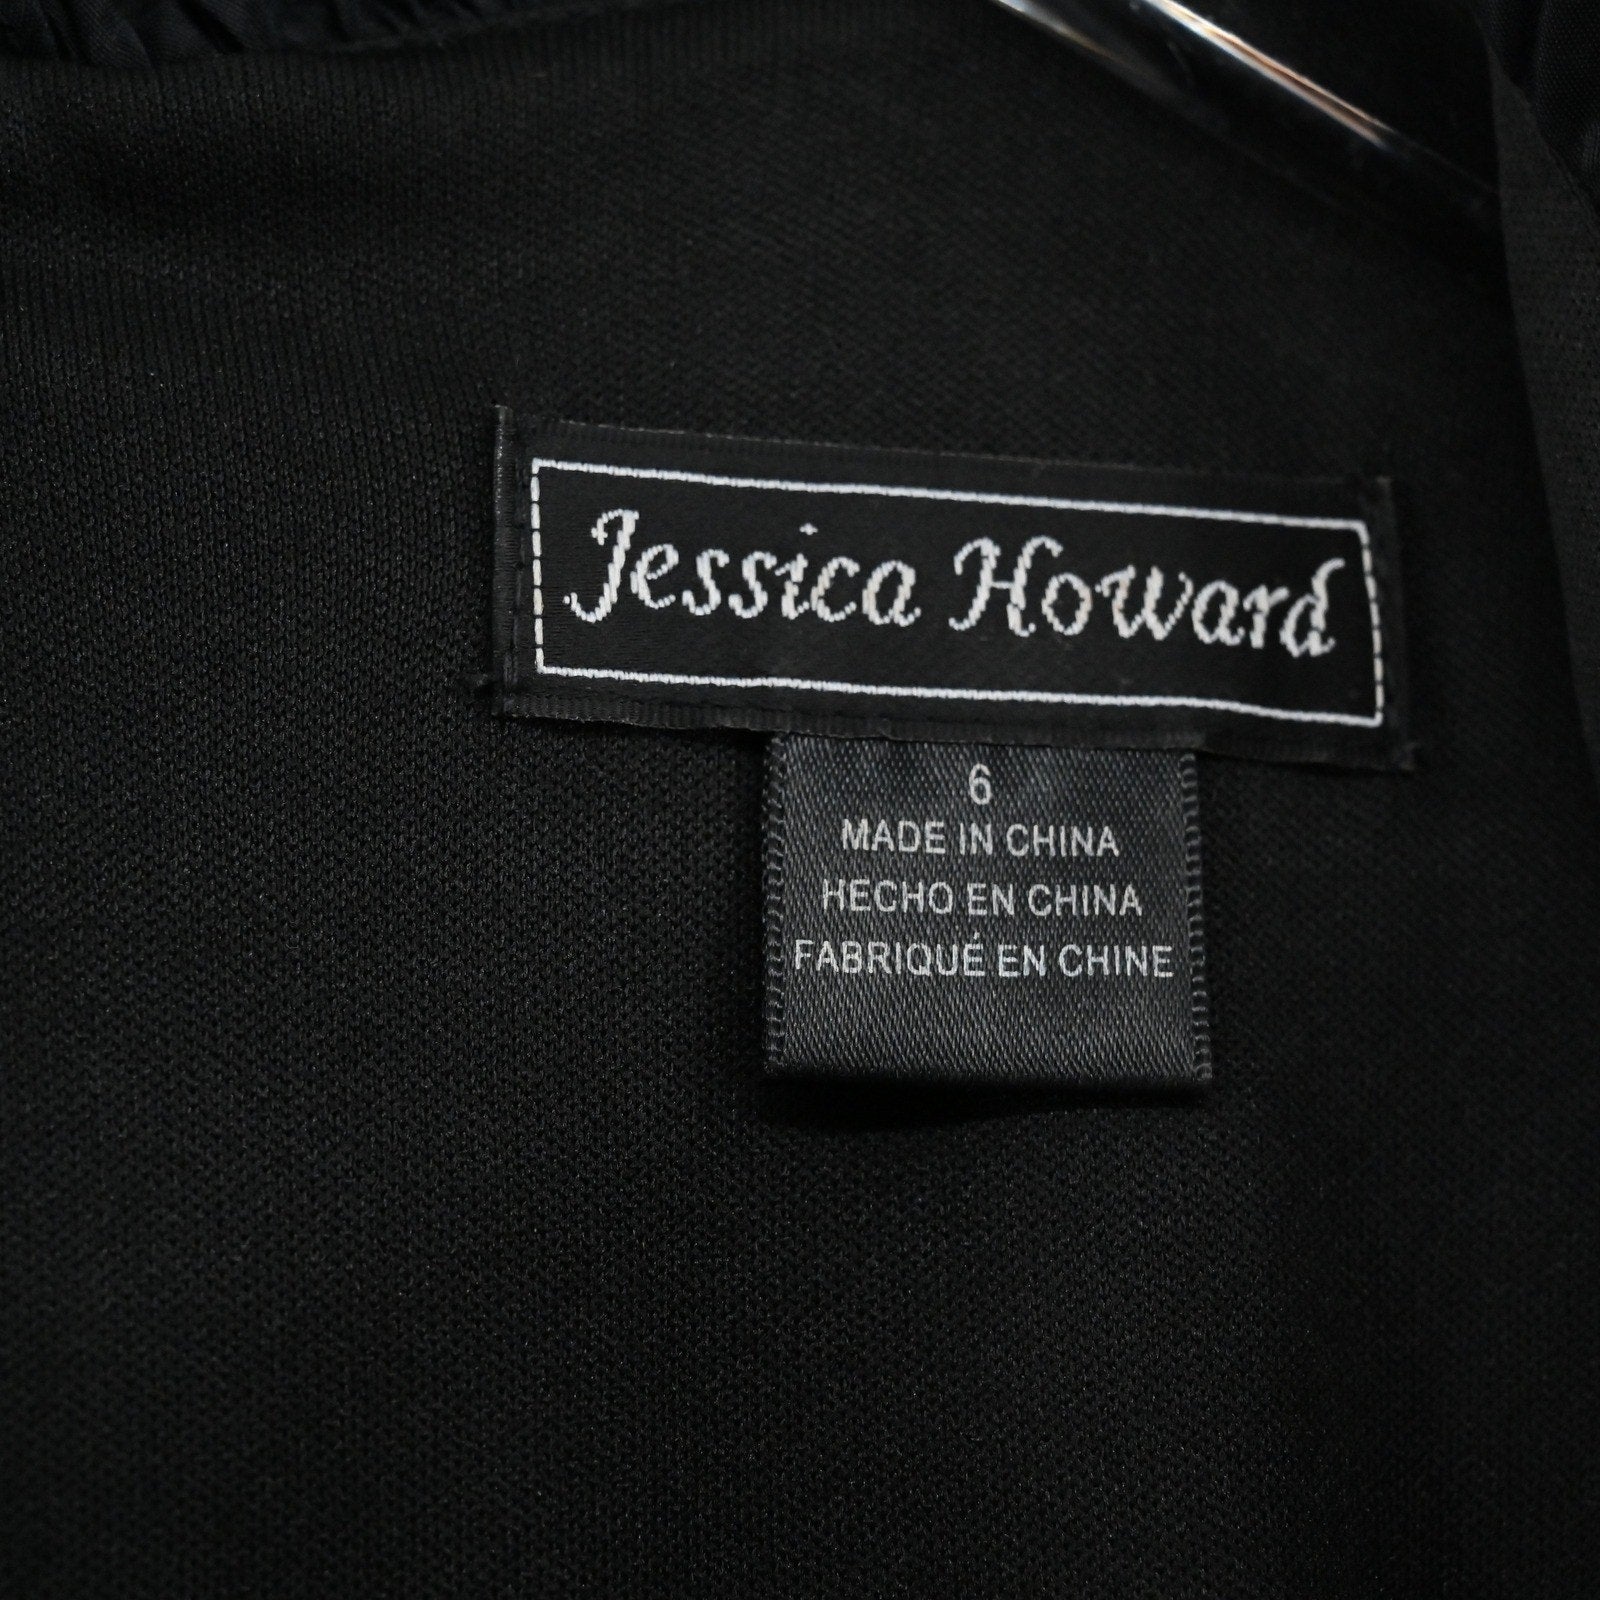 Jessica Howard
6
MADE IN CHINA
HECHO EN CHINA
FABRIQUÉ EN CHINE